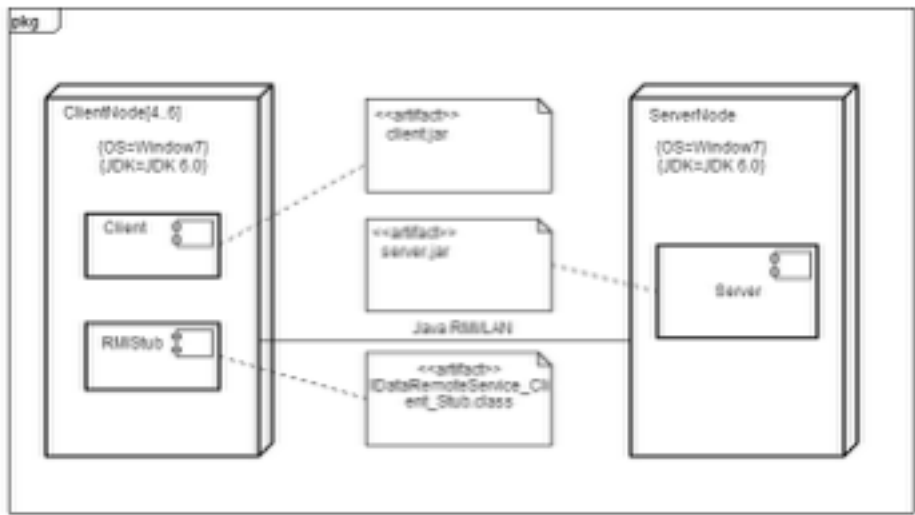 pkg
ClientNode[4..6]
{OS=Window7}
{JDK=JDK 6.0}
Client
RMIStub
<<artifact>>
client.jar
<<artifact>>
server.jar
Java RMI/LAN
<<artifact>>
IDataRemoteService_Cli
ent_Stub.class
ServerNode
{OS=Window7}
{JDK=JDK 6.0}
Server